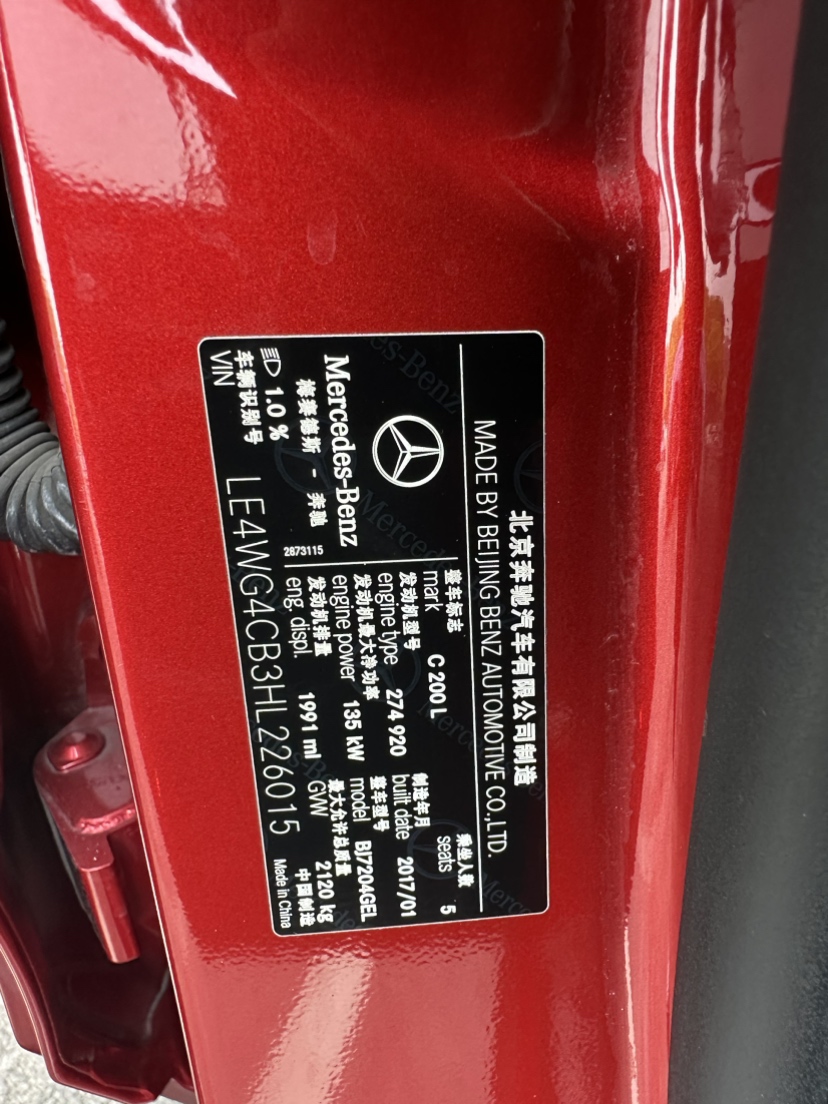 北京奔驰汽车有限公司制造
MADE BY BEIJING BENZ AUTOMOTIVE CO.,LTD.
整车标志
mark C 200 L
乘坐人数
seats 5
发动机型号
engine type 274 920
制造年月
built date 2017/01
发动机最大净功率
engine power 135 kW
整车型号
model BJ7204GEL
发动机排量
eng. displ. 1991 ml
最大允许总质量
GVW 2120 kg
Mercedes-Benz
梅赛德斯 - 奔驰
2873115
1.0 %
中国制造
Made in China
车辆识别号
VIN LE4WG4CB3HL226015